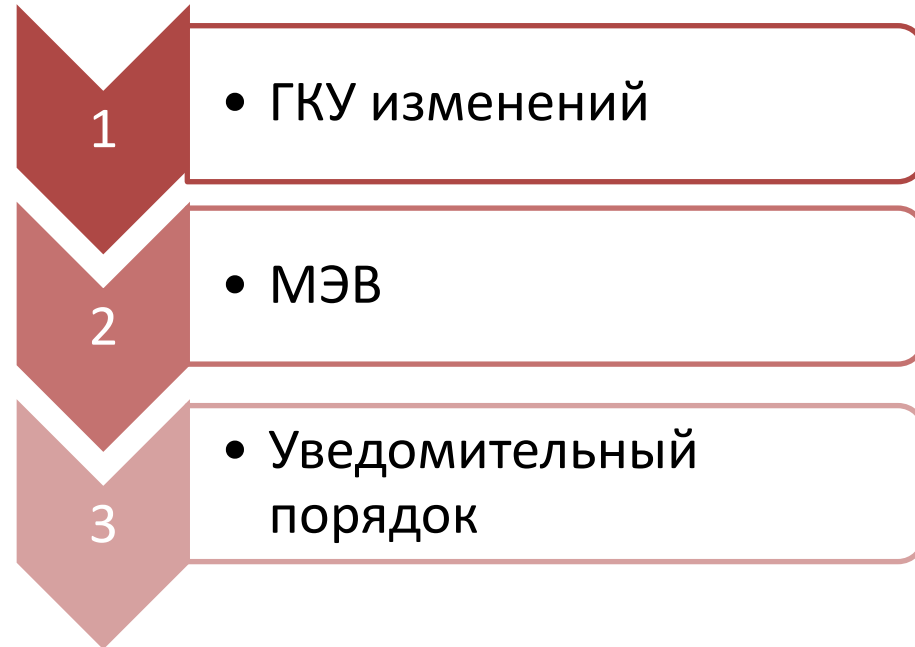 1
• ГКУ изменений
2
• МЭВ
3
• Уведомительный
порядок